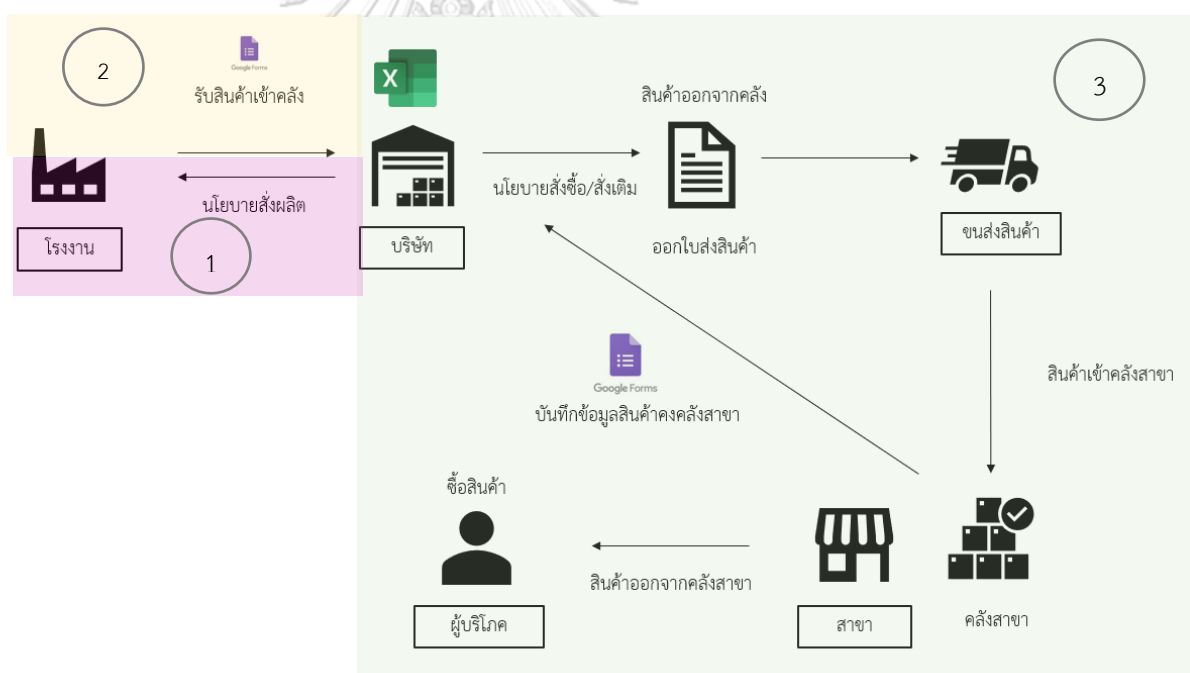 2
Google Forms
รับสินค้าเข้าคลัง
X
3
สินค้าออกจากคลัง
นโยบายสั่งซื้อ/สั่งเติม
นโยบายสั่งผลิต
โรงงาน
1
บริษัท
ออกใบส่งสินค้า
ขนส่งสินค้า
สินค้าเข้าคลังสาขา
Google Forms
บันทึกข้อมูลสินค้าคงคลังสาขา
ซื้อสินค้า
สินค้าออกจากคลังสาขา
ผู้บริโภค
สาขา
คลังสาขา